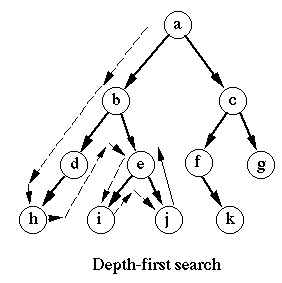 a
b c
d e f g
h i j k
Depth-first search